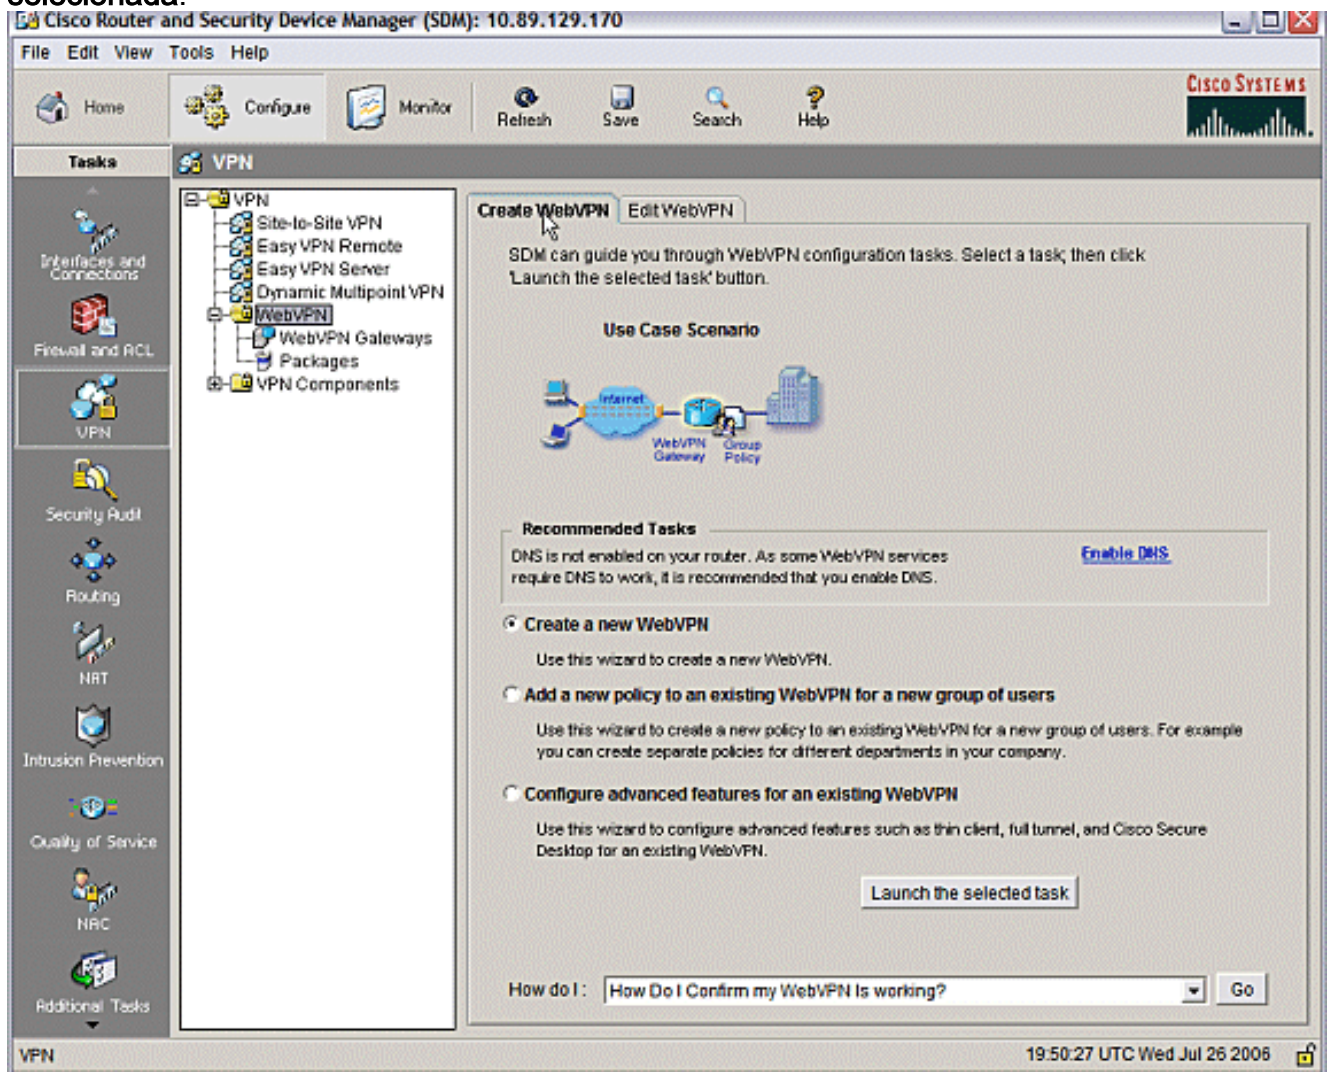 selecionada.
Cisco Router and Security Device Manager (SDM): 10.89.129.170
File Edit View Tools Help
Home Configure Monitor Refresh Save Search Help
CISCO SYSTEMS
Tasks
VPN
Interfaces and
Connections
Firewall and ACL
VPN
Security Audit
Routing
NAT
Intrusion Prevention
Quality of Service
NAC
Additional Tasks
VPN
Site-to-Site VPN
Easy VPN Remote
Easy VPN Server
Dynamic Multipoint VPN
WebVPN
WebVPN Gateways
Packages
VPN Components
Create WebVPN Edit WebVPN
SDM can guide you through WebVPN configuration tasks. Select a task; then click
'Launch the selected task' button.
Use Case Scenario
Internet
WebVPN
Gateway
Group
Policy
Recommended Tasks
DNS is not enabled on your router. As some WebVPN services
require DNS to work, it is recommended that you enable DNS.
Enable DNS
Create a new WebVPN
Use this wizard to create a new WebVPN.
Add a new policy to an existing WebVPN for a new group of users
Use this wizard to create a new policy to an existing WebVPN for a new group of users. For example
you can create separate policies for different departments in your company.
Configure advanced features for an existing WebVPN
Use this wizard to configure advanced features such as thin client, full tunnel, and Cisco Secure
Desktop for an existing WebVPN.
Launch the selected task
How do I : How Do I Confirm my WebVPN Is working? Go
VPN
19:50:27 UTC Wed Jul 26 2006